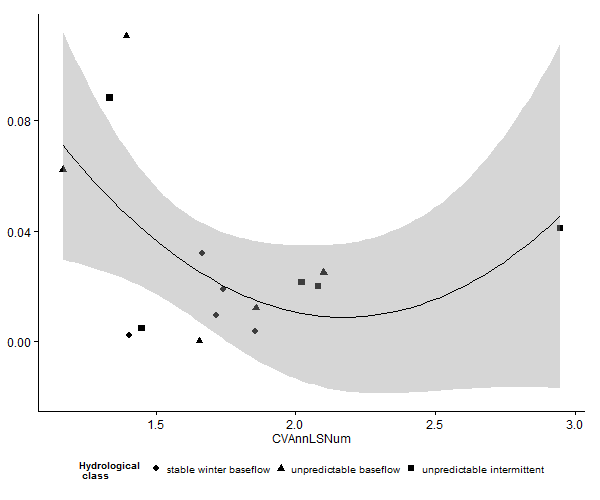 0.08
0.04
0.00
1.5 2.0 2.5 3.0
CVAnnLSNum
Hydrological class stable winter baseflow unpredictable baseflow unpredictable intermittent